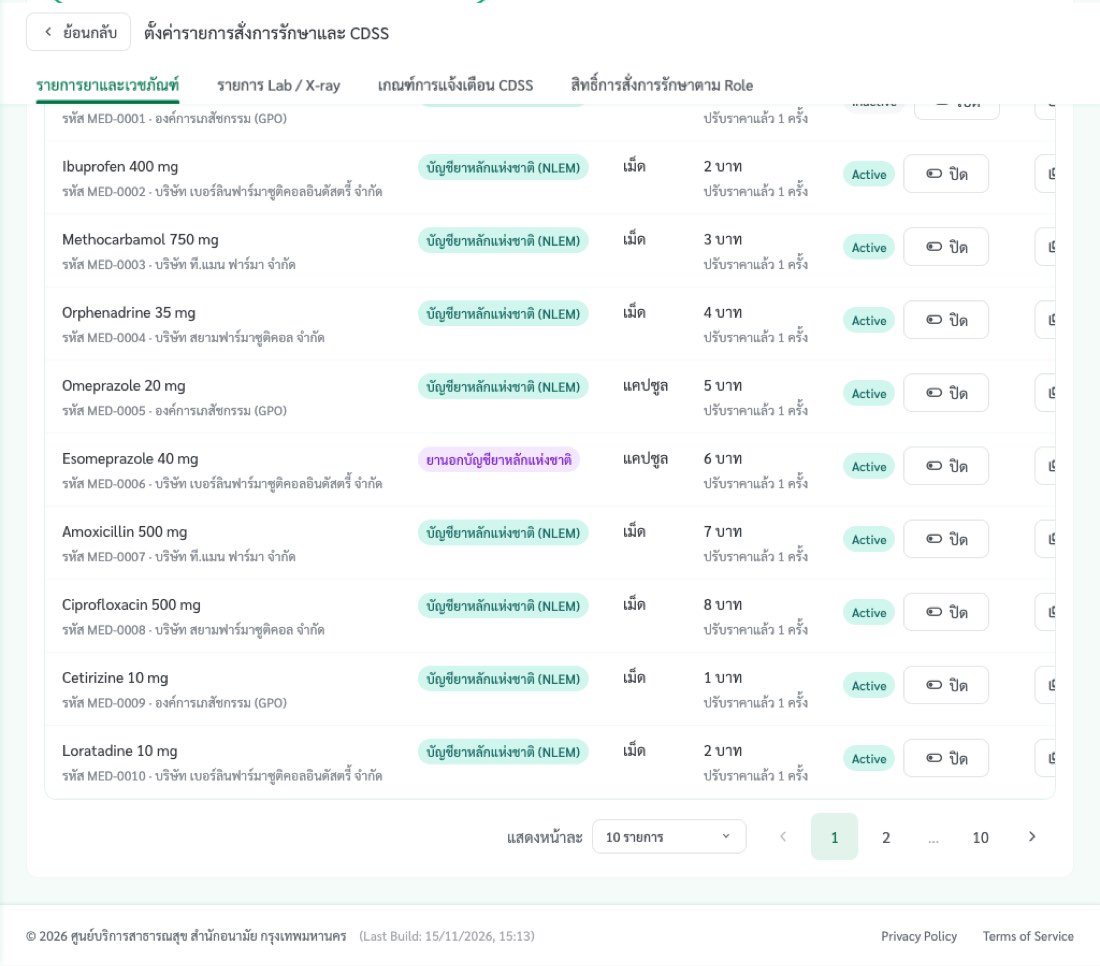 ย้อนกลับ ตั้งค่ารายการสั่งการรักษาและ CDSS
รายการยาและเวชภัณฑ์ รายการ Lab / X-ray เกณฑ์การแจ้งเตือน CDSS สิทธิ์การสั่งการรักษาตาม Role
รหัส MED-0001 · องค์การเภสัชกรรม (GPO) ปรับราคาแล้ว 1 ครั้ง
Ibuprofen 400 mg บัญชียาหลักแห่งชาติ (NLEM) เม็ด 2 บาท Active ปิด
รหัส MED-0002 · บริษัท เบอร์ลินฟาร์มาซูติคอลอินดัสตรี้ จำกัด ปรับราคาแล้ว 1 ครั้ง
Methocarbamol 750 mg บัญชียาหลักแห่งชาติ (NLEM) เม็ด 3 บาท Active ปิด
รหัส MED-0003 · บริษัท ที.แมน ฟาร์มา จำกัด ปรับราคาแล้ว 1 ครั้ง
Orphenadrine 35 mg บัญชียาหลักแห่งชาติ (NLEM) เม็ด 4 บาท Active ปิด
รหัส MED-0004 · บริษัท สยามฟาร์มาซูติคอล จำกัด ปรับราคาแล้ว 1 ครั้ง
Omeprazole 20 mg บัญชียาหลักแห่งชาติ (NLEM) แคปซูล 5 บาท Active ปิด
รหัส MED-0005 · องค์การเภสัชกรรม (GPO) ปรับราคาแล้ว 1 ครั้ง
Esomeprazole 40 mg ยานอกบัญชียาหลักแห่งชาติ แคปซูล 6 บาท Active ปิด
รหัส MED-0006 · บริษัท เบอร์ลินฟาร์มาซูติคอลอินดัสตรี้ จำกัด ปรับราคาแล้ว 1 ครั้ง
Amoxicillin 500 mg บัญชียาหลักแห่งชาติ (NLEM) เม็ด 7 บาท Active ปิด
รหัส MED-0007 · บริษัท ที.แมน ฟาร์มา จำกัด ปรับราคาแล้ว 1 ครั้ง
Ciprofloxacin 500 mg บัญชียาหลักแห่งชาติ (NLEM) เม็ด 8 บาท Active ปิด
รหัส MED-0008 · บริษัท สยามฟาร์มาซูติคอล จำกัด ปรับราคาแล้ว 1 ครั้ง
Cetirizine 10 mg บัญชียาหลักแห่งชาติ (NLEM) เม็ด 1 บาท Active ปิด
รหัส MED-0009 · องค์การเภสัชกรรม (GPO) ปรับราคาแล้ว 1 ครั้ง
Loratadine 10 mg บัญชียาหลักแห่งชาติ (NLEM) เม็ด 2 บาท Active ปิด
รหัส MED-0010 · บริษัท เบอร์ลินฟาร์มาซูติคอลอินดัสตรี้ จำกัด ปรับราคาแล้ว 1 ครั้ง
แสดงหน้าละ 10 รายการ 1 2 ... 10
© 2026 ศูนย์บริการสาธารณสุข สำนักอนามัย กรุงเทพมหานคร (Last Build: 15/11/2026, 15:13) Privacy Policy Terms of Service